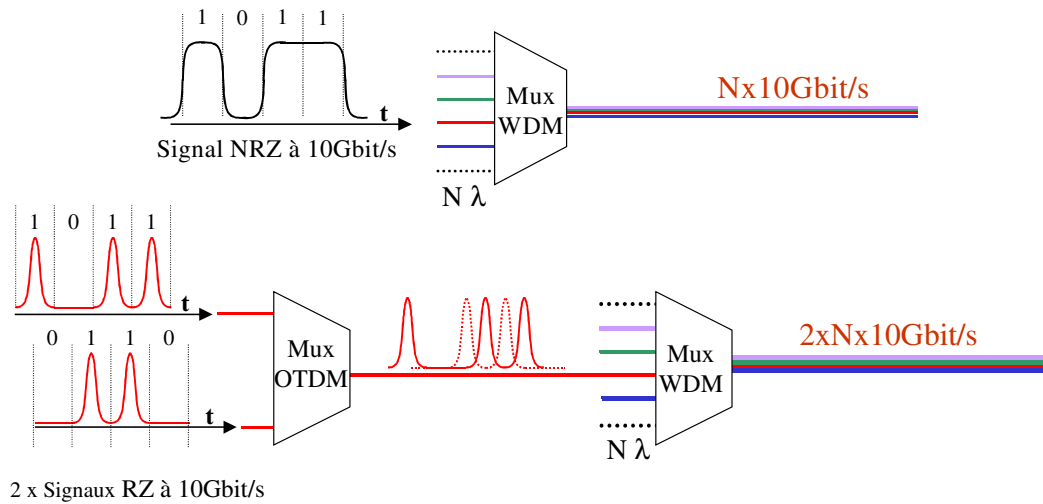 1 0 1 1
t
Signal NRZ à 10Gbit/s
Mux
WDM
N λ
Nx10Gbit/s
1 0 1 1
t
0 1 1 0
t
2 x Signaux RZ à 10Gbit/s
Mux
OTDM
Mux
WDM
N λ
2xNx10Gbit/s